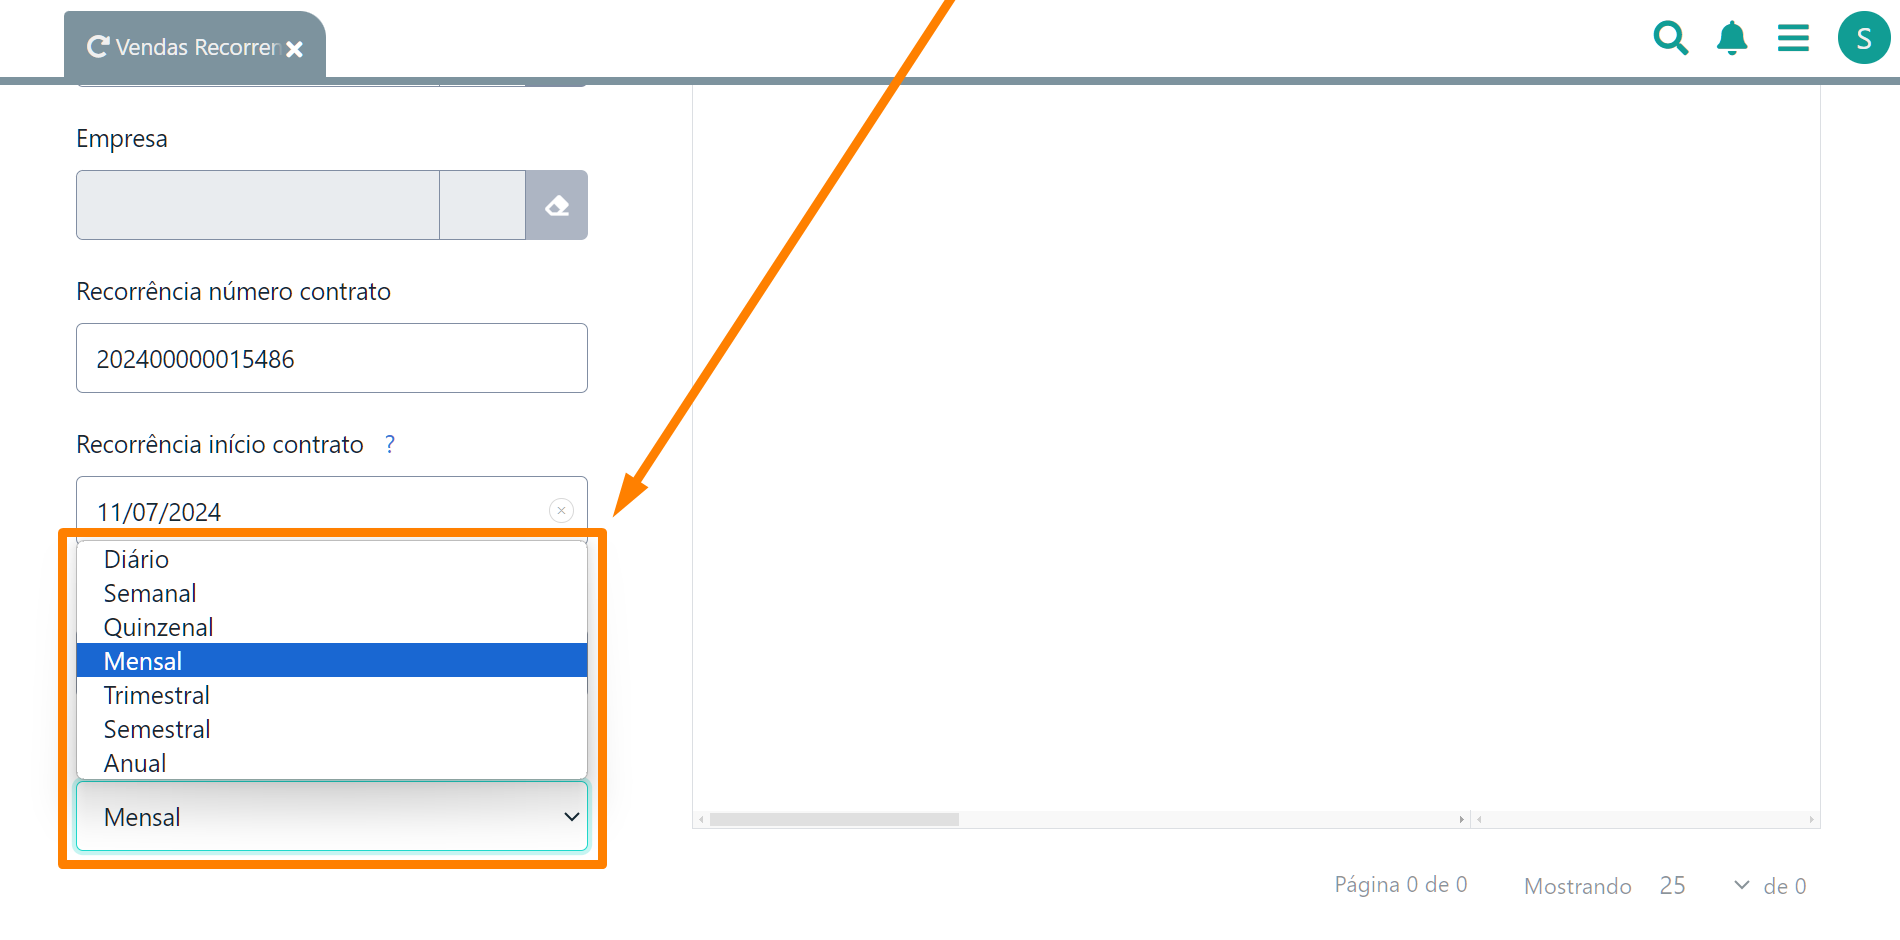 Vendas Recorren
S
Empresa
Recorrência número contrato
202400000015486
Recorrência início contrato ?
11/07/2024
Diário
Semanal
Quinzenal
Mensal
Trimestral
Semestral
Anual
Mensal
Página 0 de 0 Mostrando 25 de 0